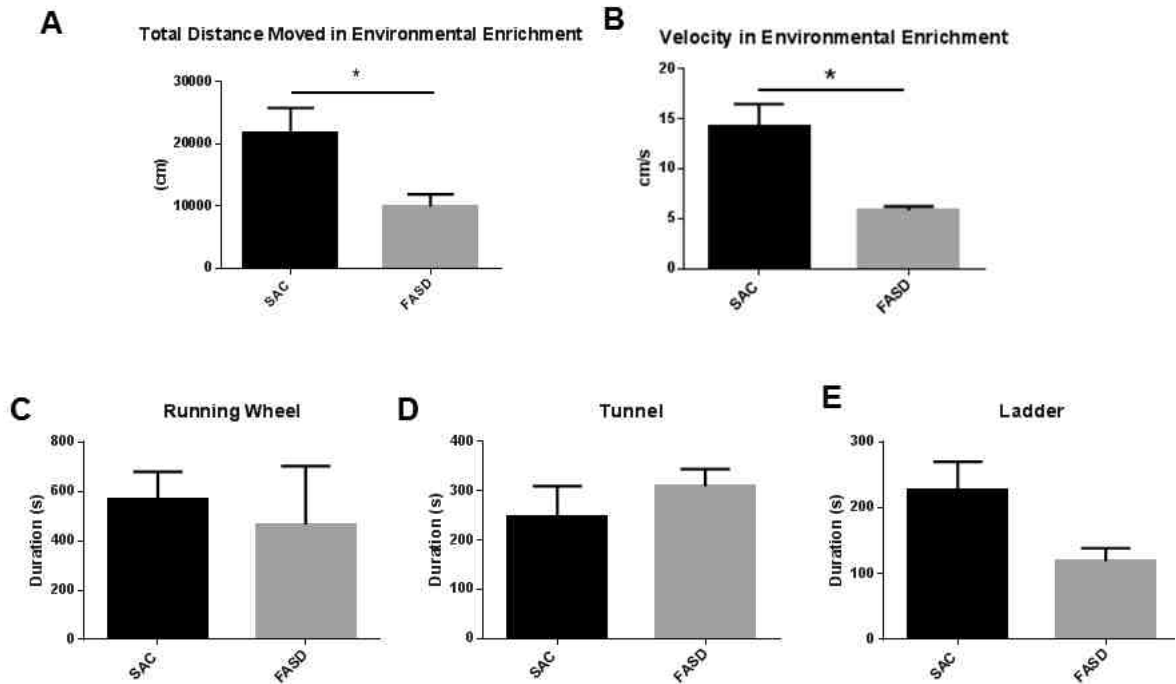 A
Total Distance Moved in Environmental Enrichment
*
30000
20000
10000
0
(cm)
SAC
FASD
B
Velocity in Environmental Enrichment
*
20
15
10
5
0
cm/s
SAC
FASD
C
Running Wheel
800
600
400
200
0
Duration (s)
SAC
FASD
D
Tunnel
400
300
200
100
0
Duration (s)
SAC
FASD
E
Ladder
300
200
100
0
Duration (s)
SAC
FASD